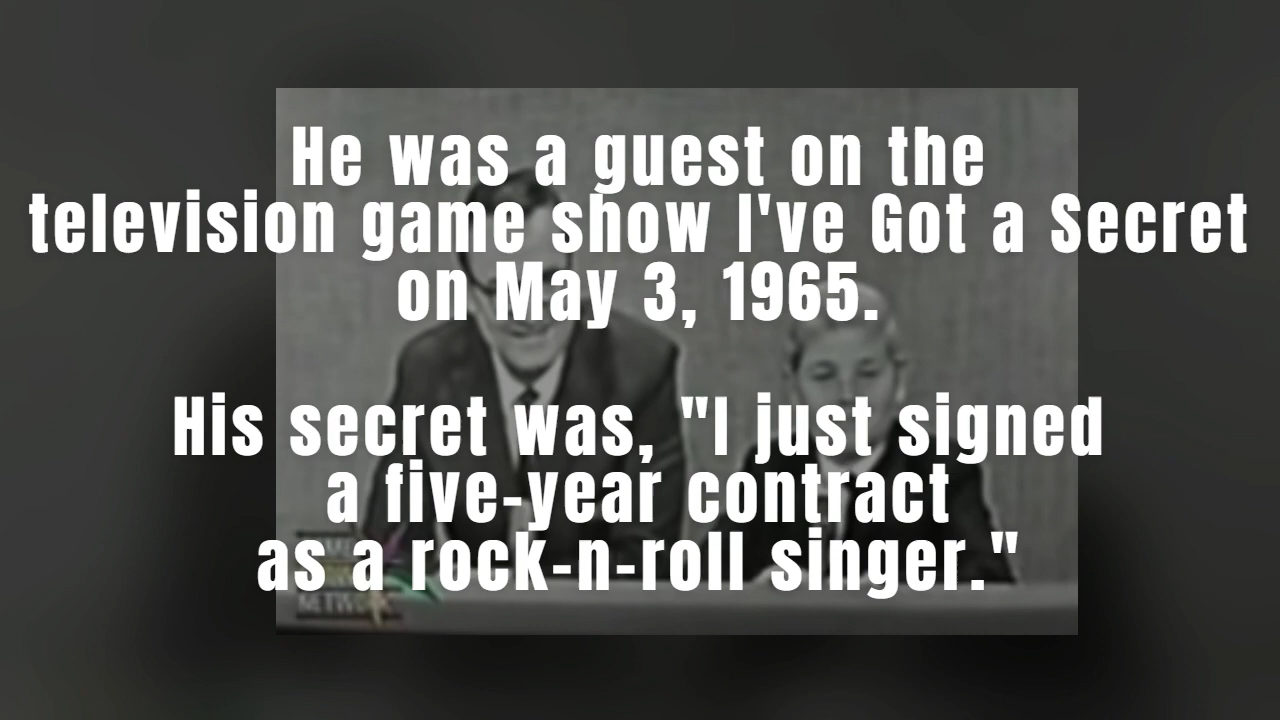 He was a guest on the
television game show I've Got a Secret
on May 3, 1965.
His secret was, "I just signed
a five-year contract
as a rock-n-roll singer."
NETWORK